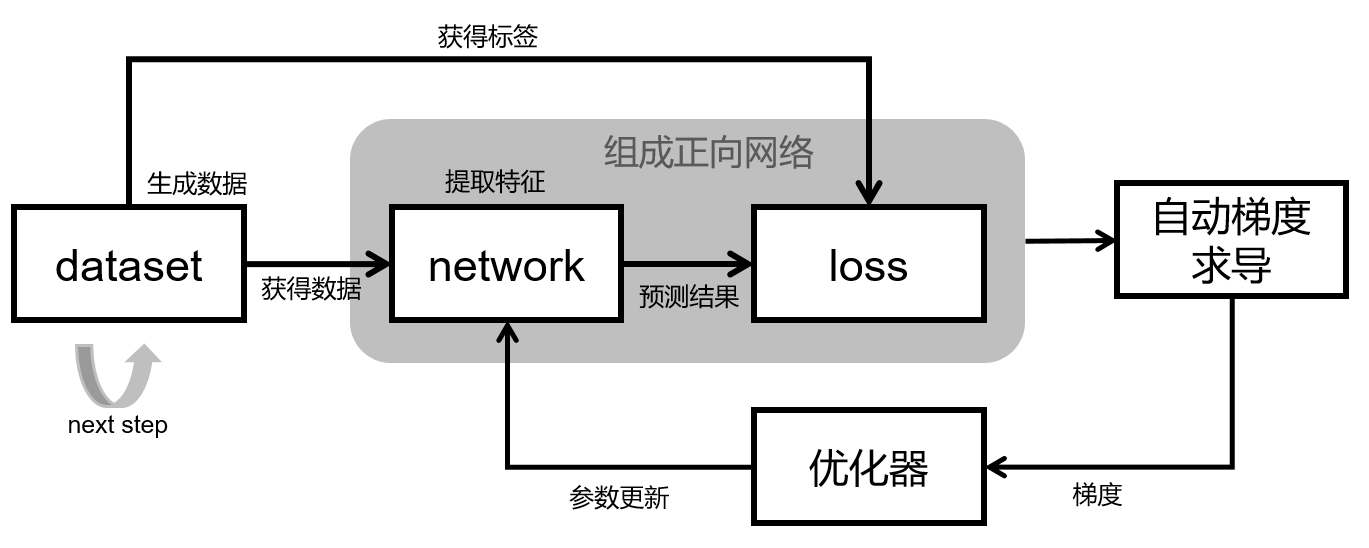 获得标签
组成正向网络
生成数据
提取特征
dataset
获得数据
network
预测结果
loss
自动梯度
求导
next step
优化器
参数更新
梯度